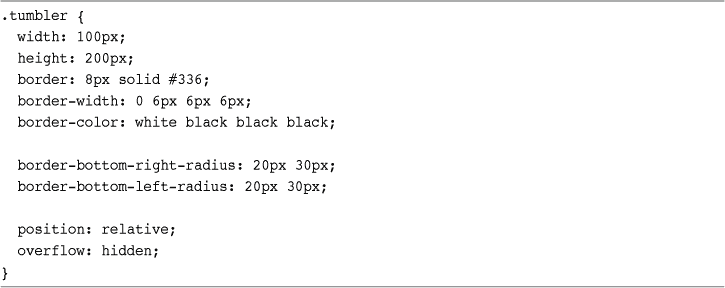 .tumbler {
  width: 100px;
  height: 200px;
  border: 8px solid #336;
  border-width: 0 6px 6px 6px;
  border-color: white black black black;

  border-bottom-right-radius: 20px 30px;
  border-bottom-left-radius: 20px 30px;

  position: relative;
  overflow: hidden;
}